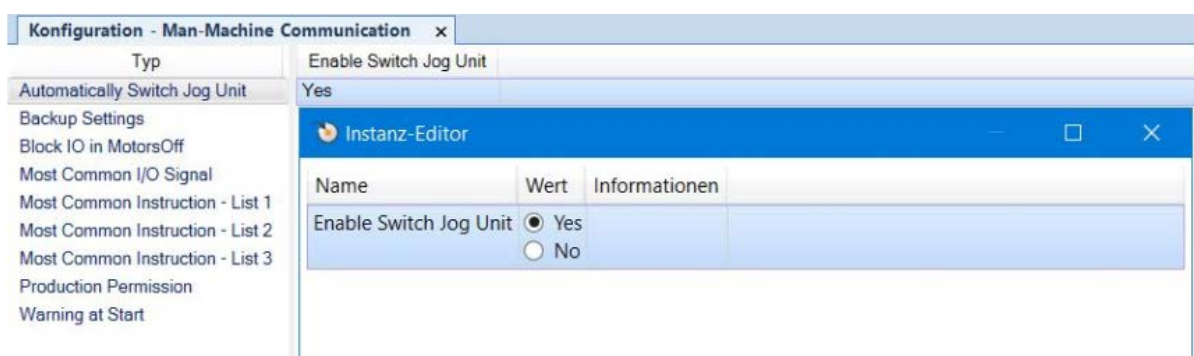 Konfiguration - Man-Machine Communication x
Typ
Enable Switch Jog Unit
Automatically Switch Jog Unit
Yes
Backup Settings
Block IO in MotorsOff
Most Common I/O Signal
Most Common Instruction - List 1
Most Common Instruction - List 2
Most Common Instruction - List 3
Production Permission
Warning at Start
Instanz-Editor
Name Wert Informationen
Enable Switch Jog Unit Yes
No